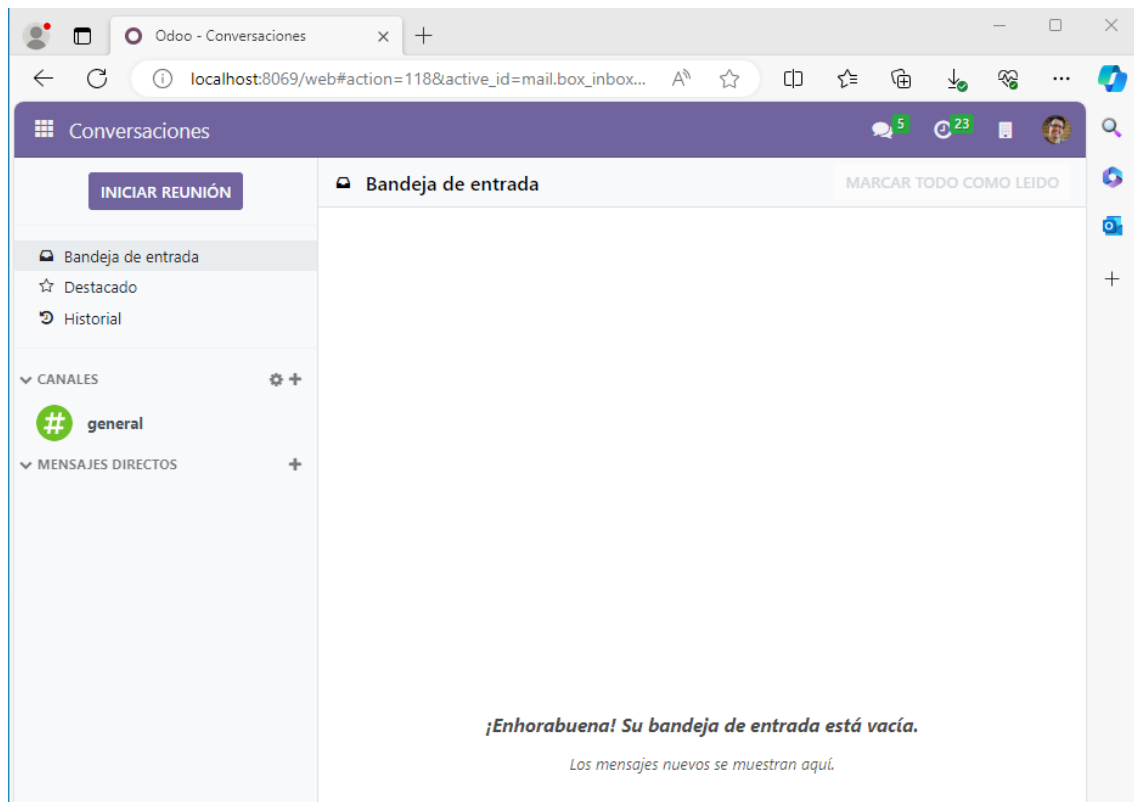 Odoo - Conversaciones
localhost:8069/web#action=118&active_id=mail.box_inbox...
Conversaciones
5
23
INICIAR REUNIÓN
Bandeja de entrada
MARCAR TODO COMO LEIDO
Bandeja de entrada
Destacado
Historial
CANALES
general
MENSAJES DIRECTOS
¡Enhorabuena! Su bandeja de entrada está vacía.
Los mensajes nuevos se muestran aquí.